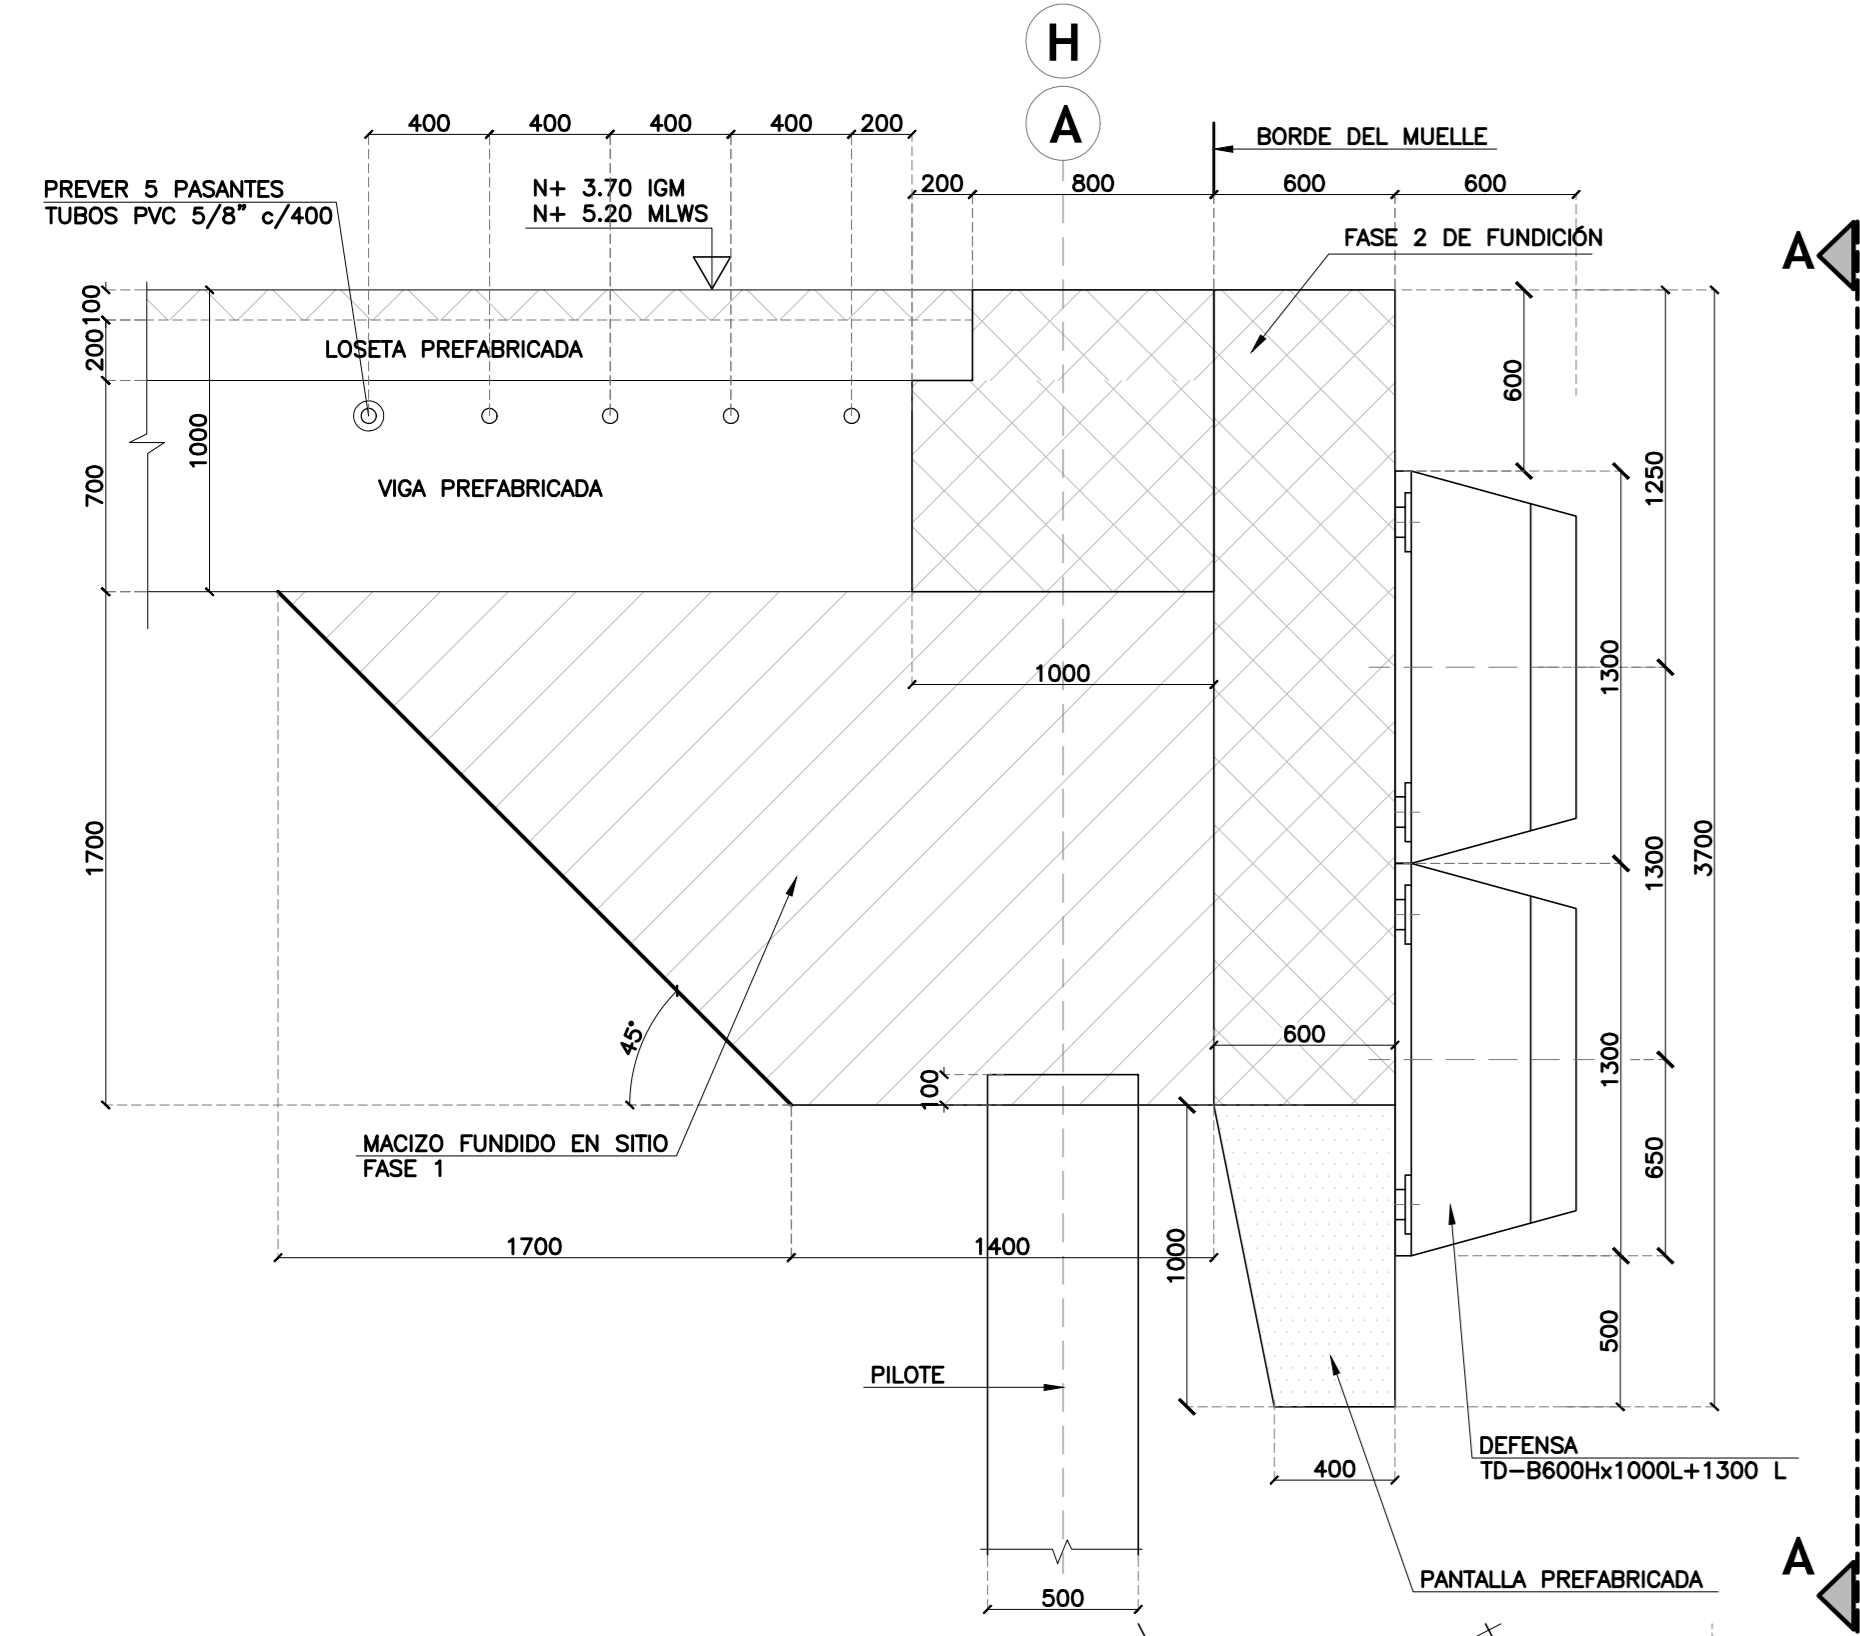 H
A
400
400
400
400
200
BORDE DEL MUELLE
PREVER 5 PASANTES
TUBOS PVC 5/8" c/400
N+ 3.70 IGM
N+ 5.20 MLWS
200
800
600
600
FASE 2 DE FUNDICIÓN
A
100
200
LOSETA PREFABRICADA
600
1000
700
VIGA PREFABRICADA
1250
1300
1000
1700
1300
3700
600
45°
100
1300
MACIZO FUNDIDO EN SITIO
FASE 1
650
1700
1400
1000
500
PILOTE
DEFENSA
TD-B600Hx1000L+1300 L
400
A
PANTALLA PREFABRICADA
500